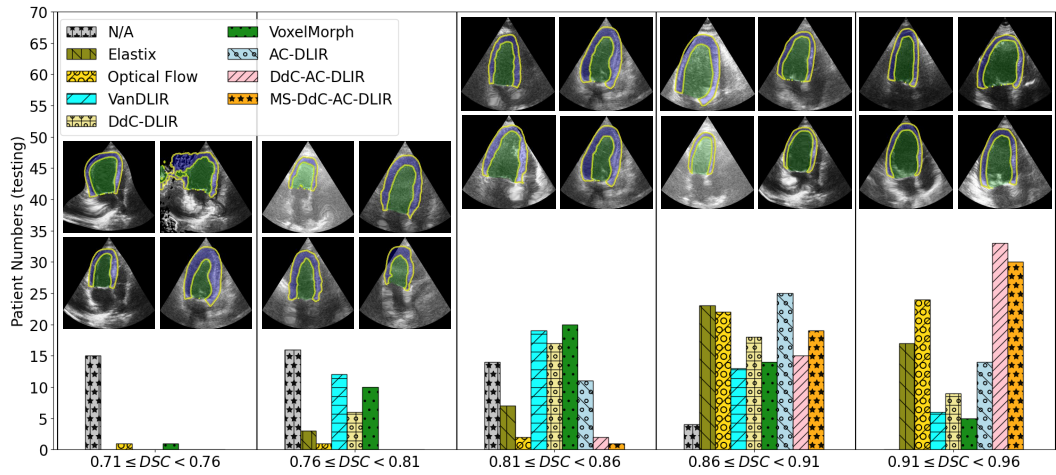 Patient Numbers (testing)
70
65
60
55
50
45
40
35
30
25
20
15
10
5
0
N/A
Elastix
Optical Flow
VanDLIR
DdC-DLIR
VoxelMorph
AC-DLIR
DdC-AC-DLIR
MS-DdC-AC-DLIR
0.71 ≤ DSC < 0.76
0.76 ≤ DSC < 0.81
0.81 ≤ DSC < 0.86
0.86 ≤ DSC < 0.91
0.91 ≤ DSC < 0.96